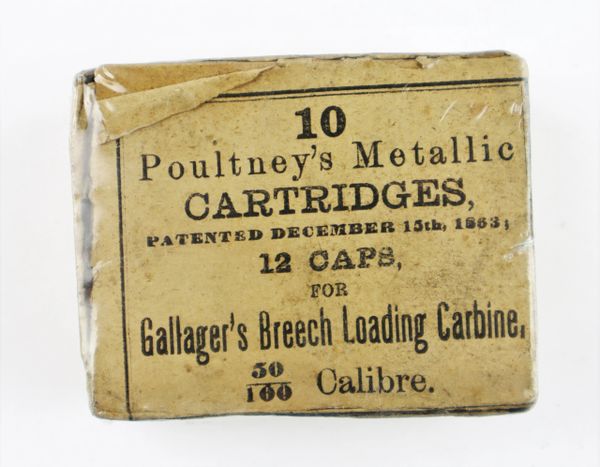 10
Poultney's Metallic
CARTRIDGES,
PATENTED DECEMBER 15th, 1863;
12 CAPS,
FOR
Gallager's Breech Loading Carbine,
50/100 Calibre.